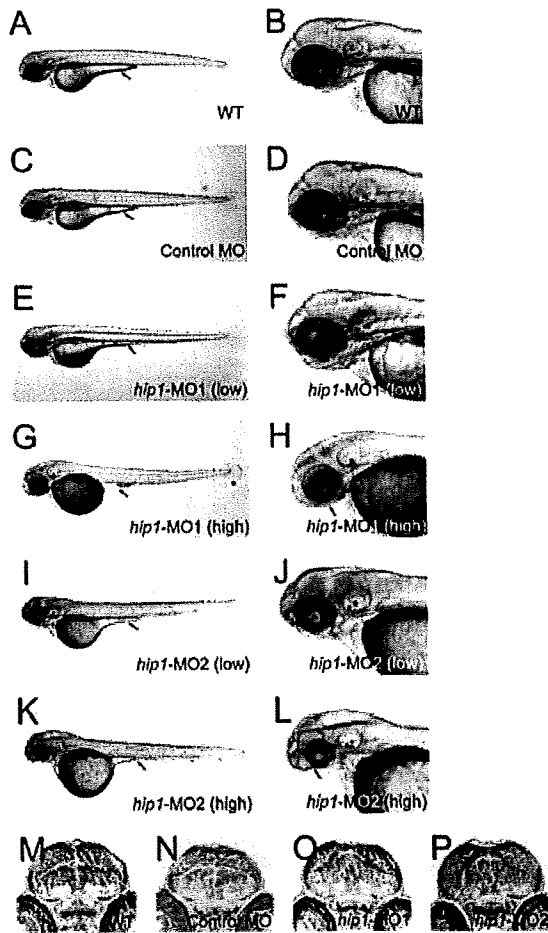 A
WT
B
WT
C
Control MO
D
Control MO
E
hip1-MO1 (low)
F
hip1-MO1 (low)
G
hip1-MO1 (high)
H
hip1-MO1 (high)
I
hip1-MO2 (low)
J
hip1-MO2 (low)
K
hip1-MO2 (high)
L
hip1-MO2 (high)
M
WT
N
Control MO
O
hip1-MO1
P
hip1-MO2